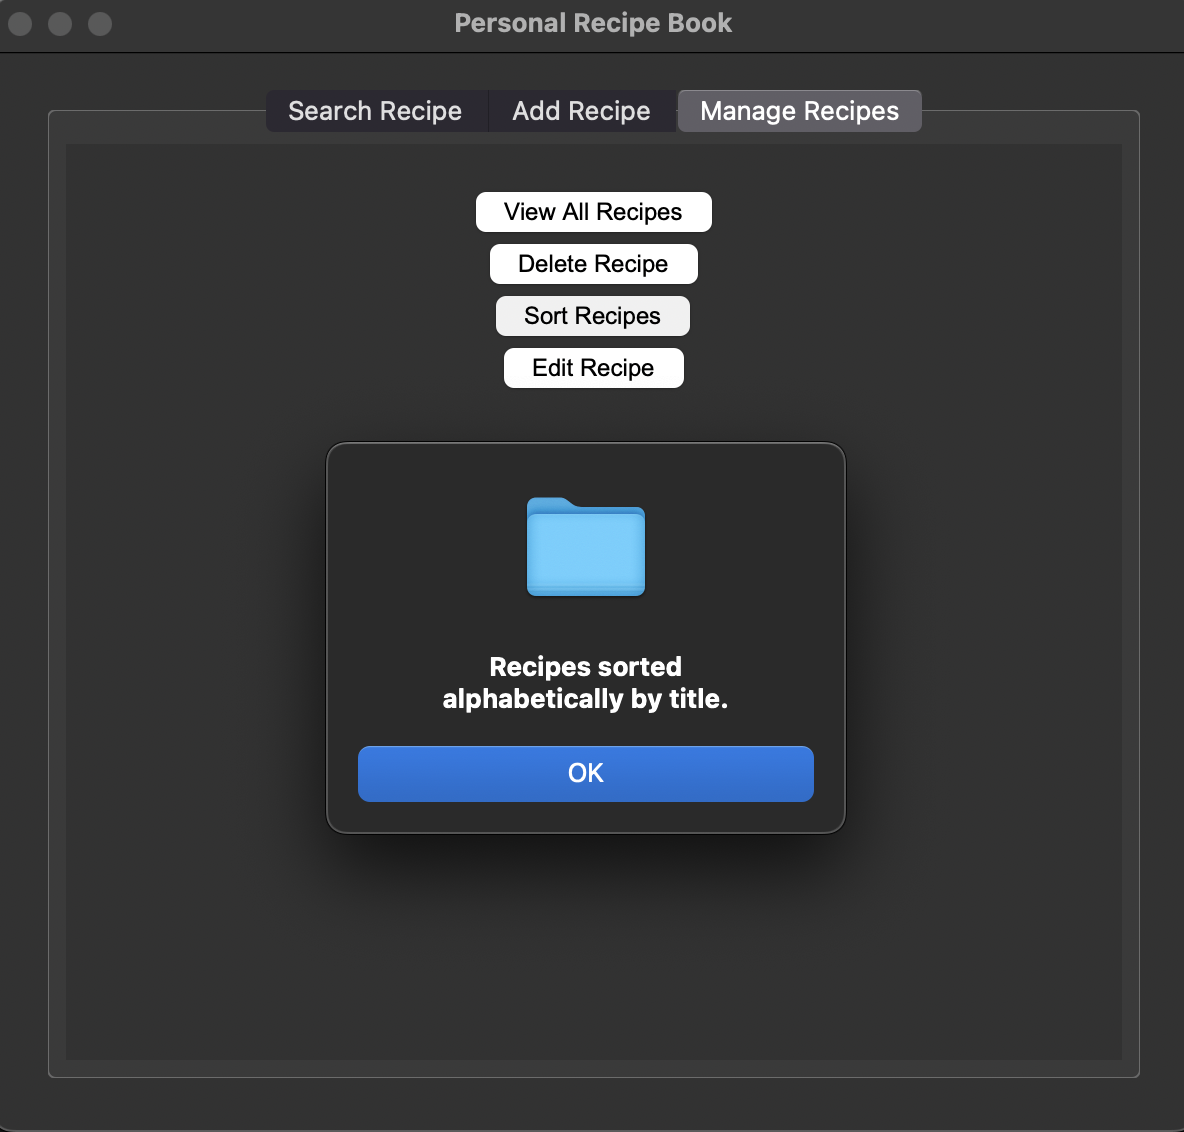 Personal Recipe Book
Search Recipe Add Recipe Manage Recipes
View All Recipes
Delete Recipe
Sort Recipes
Edit Recipe
Recipes sorted
alphabetically by title.
OK